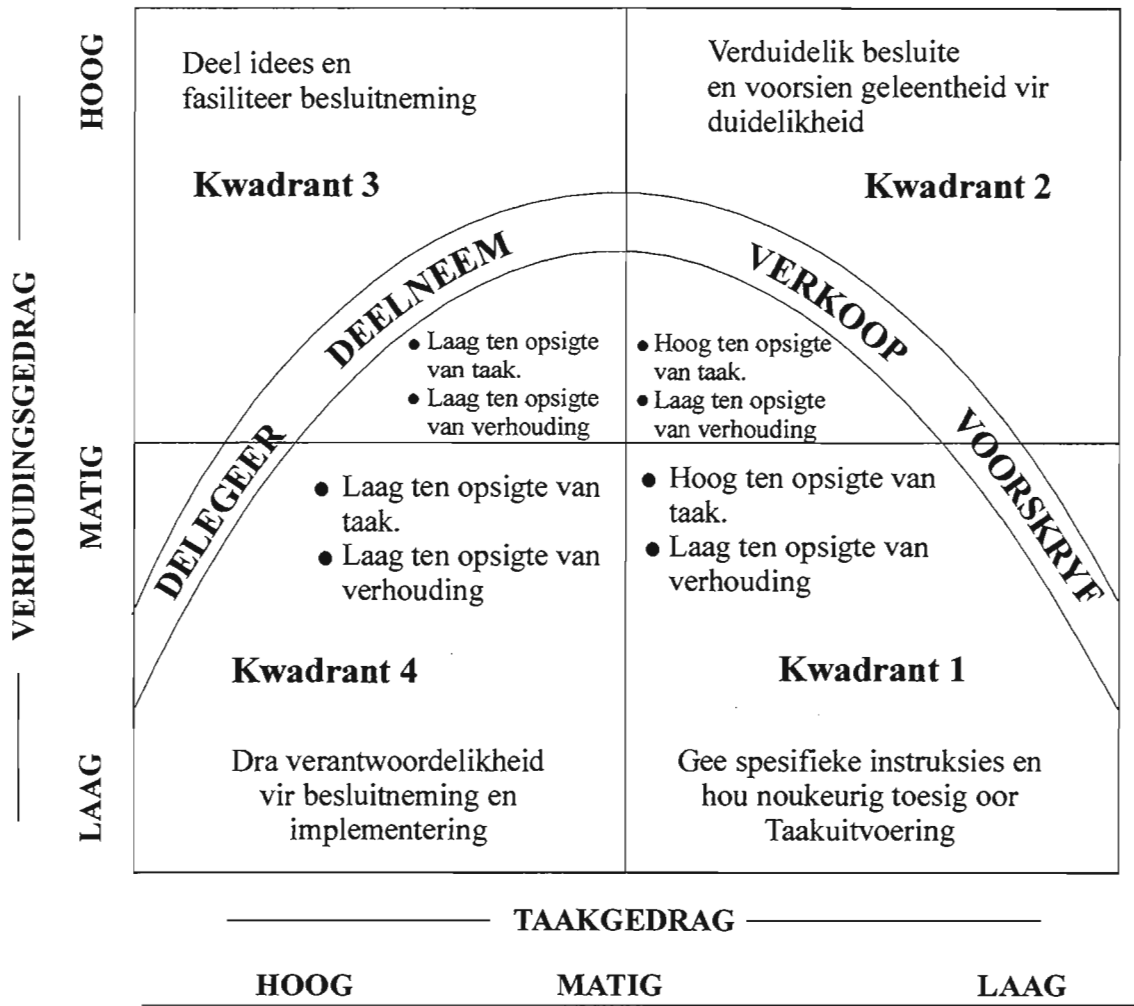 VERHOUDINGSGEDRAG
HOOG
MATIG
LAAG
Deel idees en
fasiliteer besluitneming
Kwadrant 3
Verduidelik besluite
en voorsien geleentheid vir
duidelikheid
Kwadrant 2
DELEGEER
DEELNEEM
VERKOOP
VOORSKRYF
• Laag ten opsigte
van taak.
• Laag ten opsigte
van verhouding
• Hoog ten opsigte
van taak.
• Laag ten opsigte
van verhouding
• Laag ten opsigte van
taak.
• Laag ten opsigte van
verhouding
Kwadrant 4
Dra verantwoordelikheid
vir besluitneming en
implementering
• Hoog ten opsigte van
taak.
• Laag ten opsigte van
verhouding
Kwadrant 1
Gee spesifieke instruksies en
hou noukeurig toesig oor
Taakuitvoering
TAAKGEDRAG
HOOG MATIG LAAG